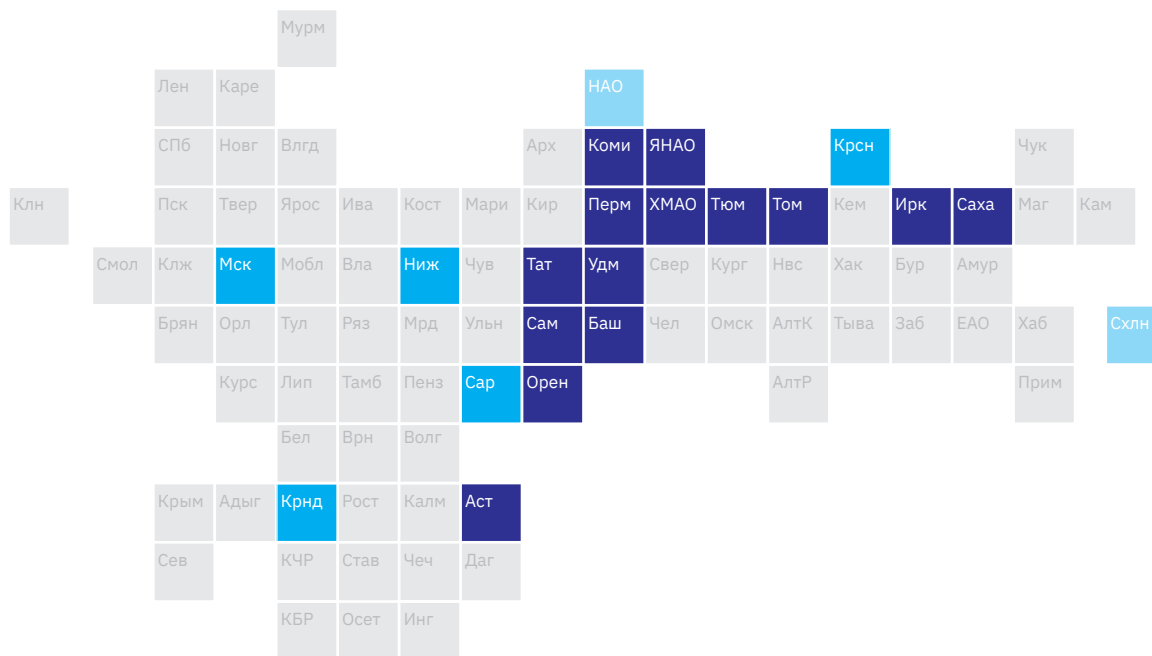 Мурм
Лен Каре НАО
СПб Новг Влгд Арх Коми ЯНАО Крсн Чук
Клн Пск Твер Ярос Ива Кост Мари Кир Перм ХМАО Тюм Том Кем Ирк Саха Маг Кам
Смол Клж Мск Мобл Вла Ниж Чув Тат Удм Свер Кург Нвс Хак Бур Амур
Брян Орл Тул Ряз Мрд Ульн Сам Баш Чел Омск АлтК Тыва Заб ЕАО Хаб Схлн
Курс Лип Тамб Пенз Сар Орен АлтР Прим
Бел Врн Волг
Крым Адыг Крнд Рост Калм Аст
Сев КЧР Став Чеч Даг
КБР Осет Инг